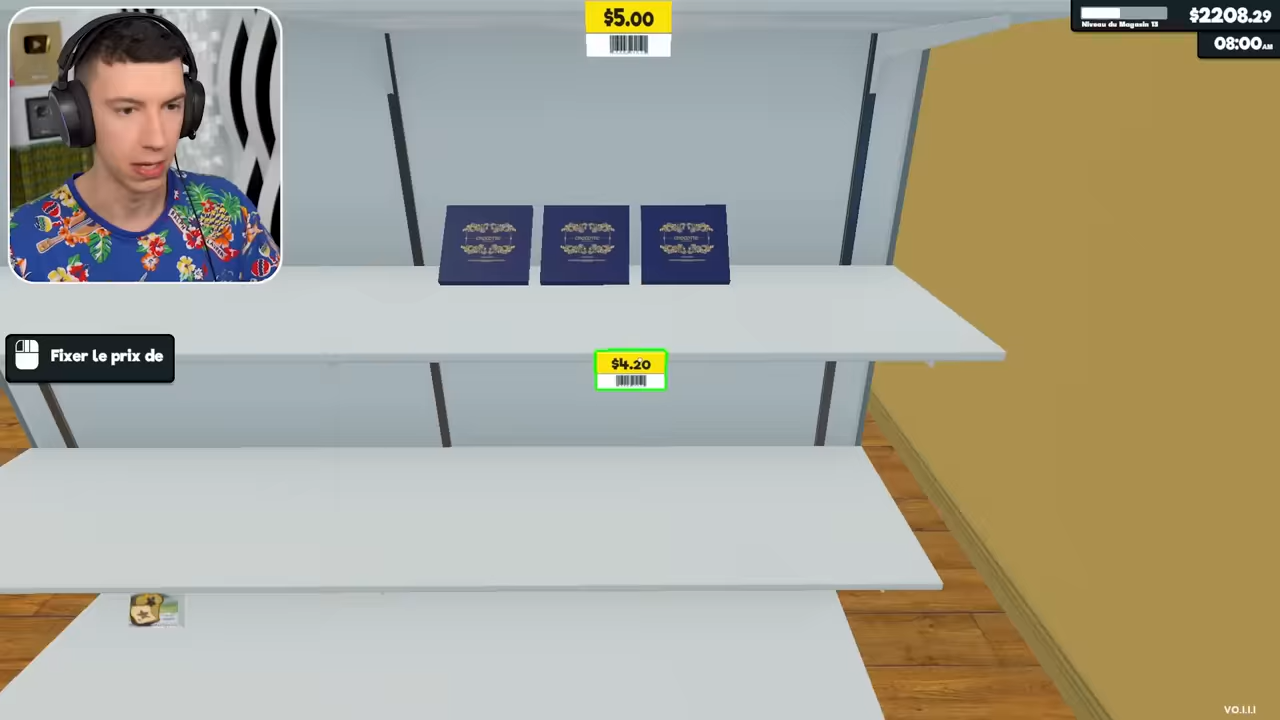 $5.00
$2208.29
Niveau du Magasin 13
08:00AM
Fixer le prix de
$4.20
V0.1.1.1